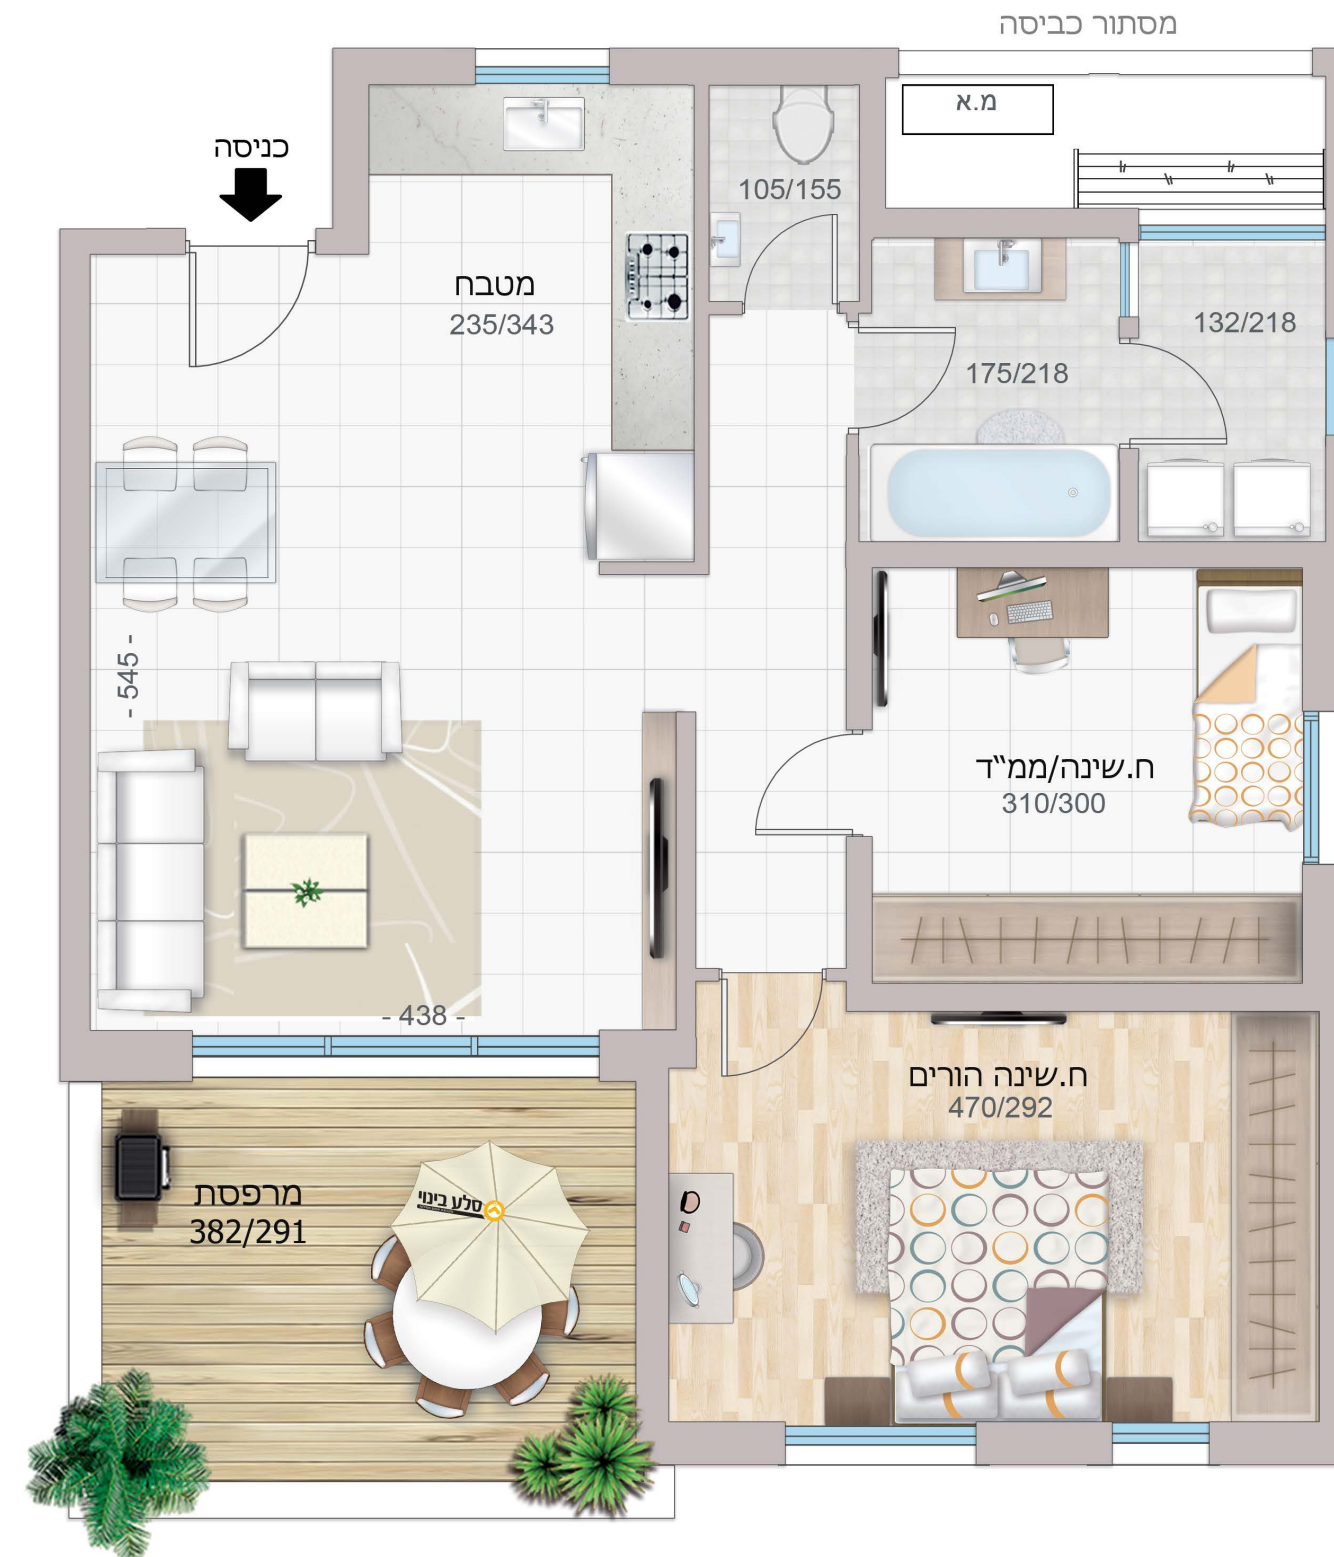 מסתור כביסה
מ.א
כניסה
105/155
מטבח
235/343
132/218
175/218
- 545 -
ח.שינה/ממ“ד
310/300
- 438 -
ח.שינה הורים
470/292
מרפסת
382/291
סלע בינוי